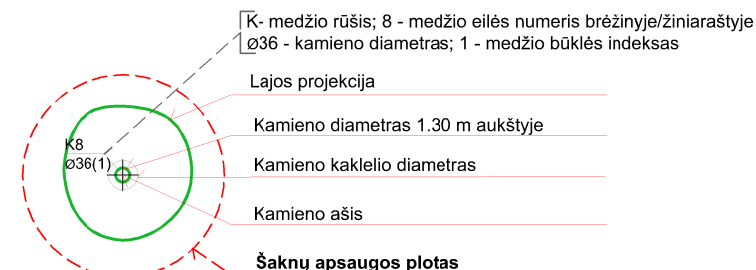 K- medžio rūšis; 8 - medžio eilės numeris brėžinyje/žiniaraštyje
ø36 - kamieno diametras; 1 - medžio būklės indeksas
Lajos projekcija
Kamieno diametras 1.30 m aukštyje
K8
ø36(1)
Kamieno kaklelio diametras
Kamieno ašis
Šaknų apsaugos plotas